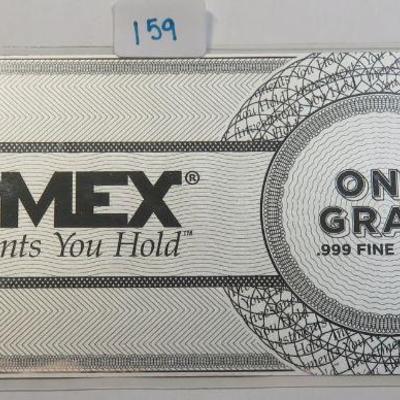 159
MEX®
nts You Hold™
ON
GRA
.999 FINE